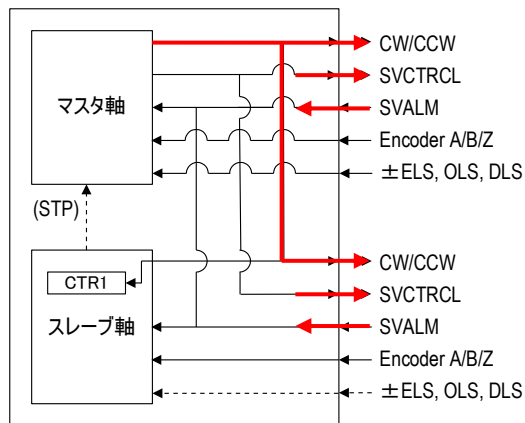 CW/CCW
SVCTRCL
マスタ軸
SVALM
Encoder A/B/Z
±ELS, OLS, DLS
(STP)
CW/CCW
CTR1
SVCTRCL
スレーブ軸
SVALM
Encoder A/B/Z
±ELS, OLS, DLS